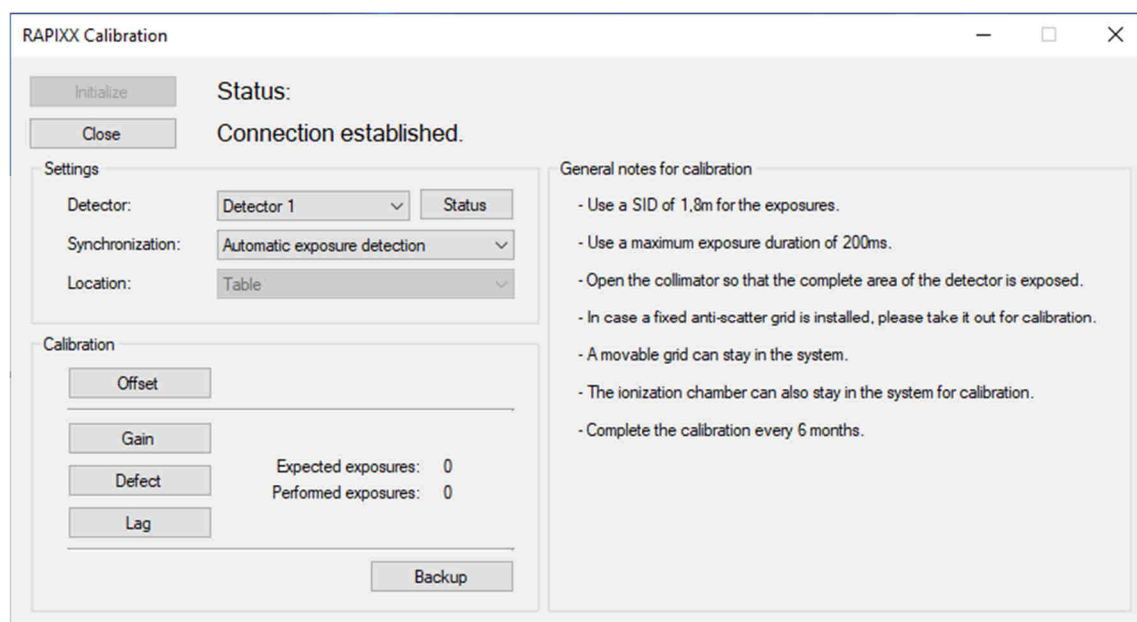 RAPIXX Calibration
Initialize
Status:
Close
Connection established.
Settings
Detector:
Detector 1
Status
Synchronization:
Automatic exposure detection
Location:
Table
Calibration
Offset
Gain
Defect
Lag
Expected exposures: 0
Performed exposures: 0
Backup
General notes for calibration
- Use a SID of 1,8m for the exposures.
- Use a maximum exposure duration of 200ms.
- Open the collimator so that the complete area of the detector is exposed.
- In case a fixed anti-scatter grid is installed, please take it out for calibration.
- A movable grid can stay in the system.
- The ionization chamber can also stay in the system for calibration.
- Complete the calibration every 6 months.